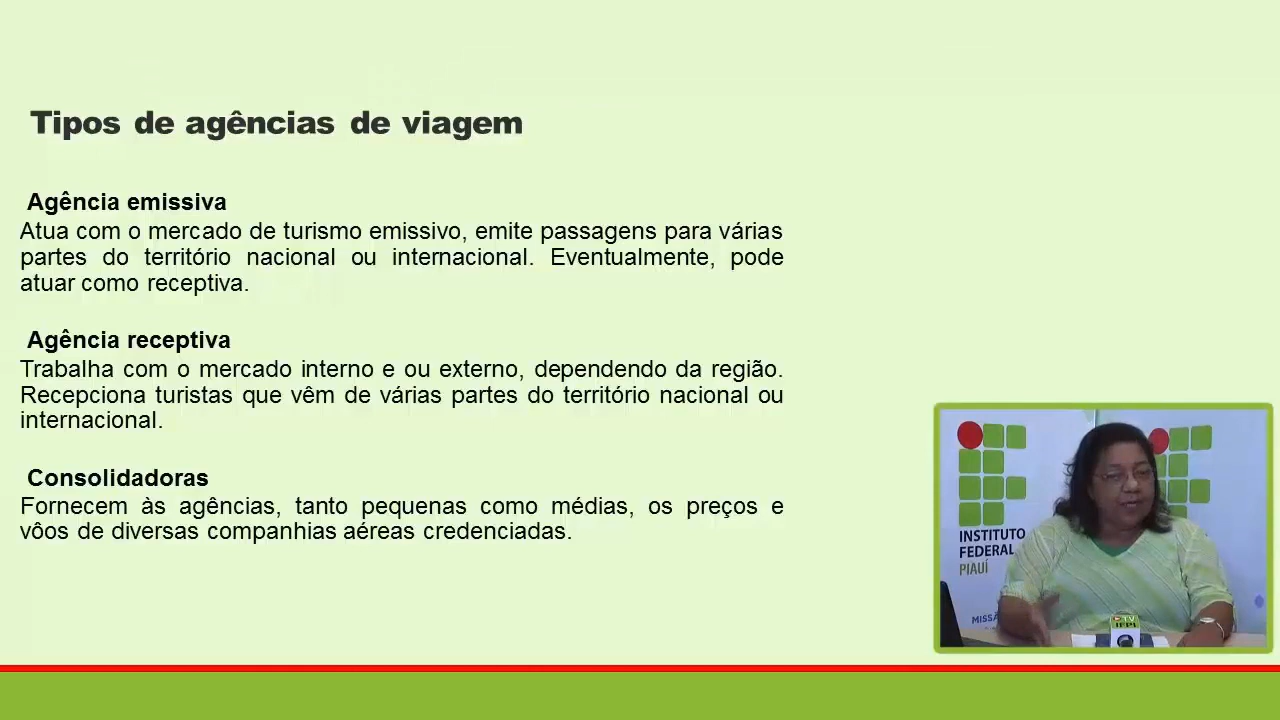 Tipos de agências de viagem
Agência emissiva
Atua com o mercado de turismo emissivo, emite passagens para várias
partes do território nacional ou internacional. Eventualmente, pode
atuar como receptiva.
Agência receptiva
Trabalha com o mercado interno e ou externo, dependendo da região.
Recepciona turistas que vêm de várias partes do território nacional ou
internacional.
Consolidadoras
Fornecem às agências, tanto pequenas como médias, os preços e
vôos de diversas companhias aéreas credenciadas.
INSTITUTO
FEDERAL
PIAUÍ
TV
IFPI